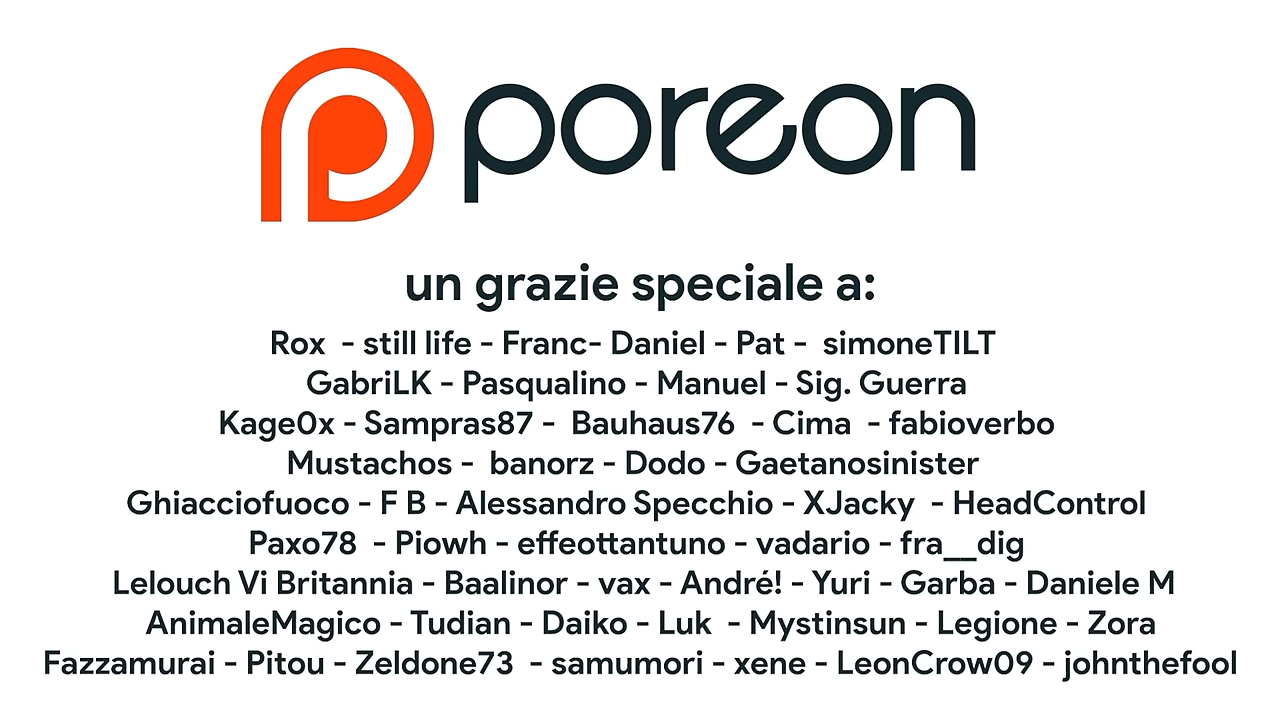 poreon
un grazie speciale a:
Rox - still life - Franc- Daniel - Pat - simoneTILT
GabriLK - Pasqualino - Manuel - Sig. Guerra
Kage0x - Sampras87 - Bauhaus76 - Cima - fabioverbo
Mustachos - banorz - Dodo - Gaetanosinister
Ghiacciofuoco - F B - Alessandro Specchio - XJacky - HeadControl
Paxo78 - Piowh - effeottantuno - vadario - fra__dig
Lelouch Vi Britannia - Baalinor - vax - André! - Yuri - Garba - Daniele M
AnimaleMagico - Tudian - Daiko - Luk - Mystinsun - Legione - Zora
Fazzamurai - Pitou - Zeldone73 - samumori - xene - LeonCrow09 - johnthefool